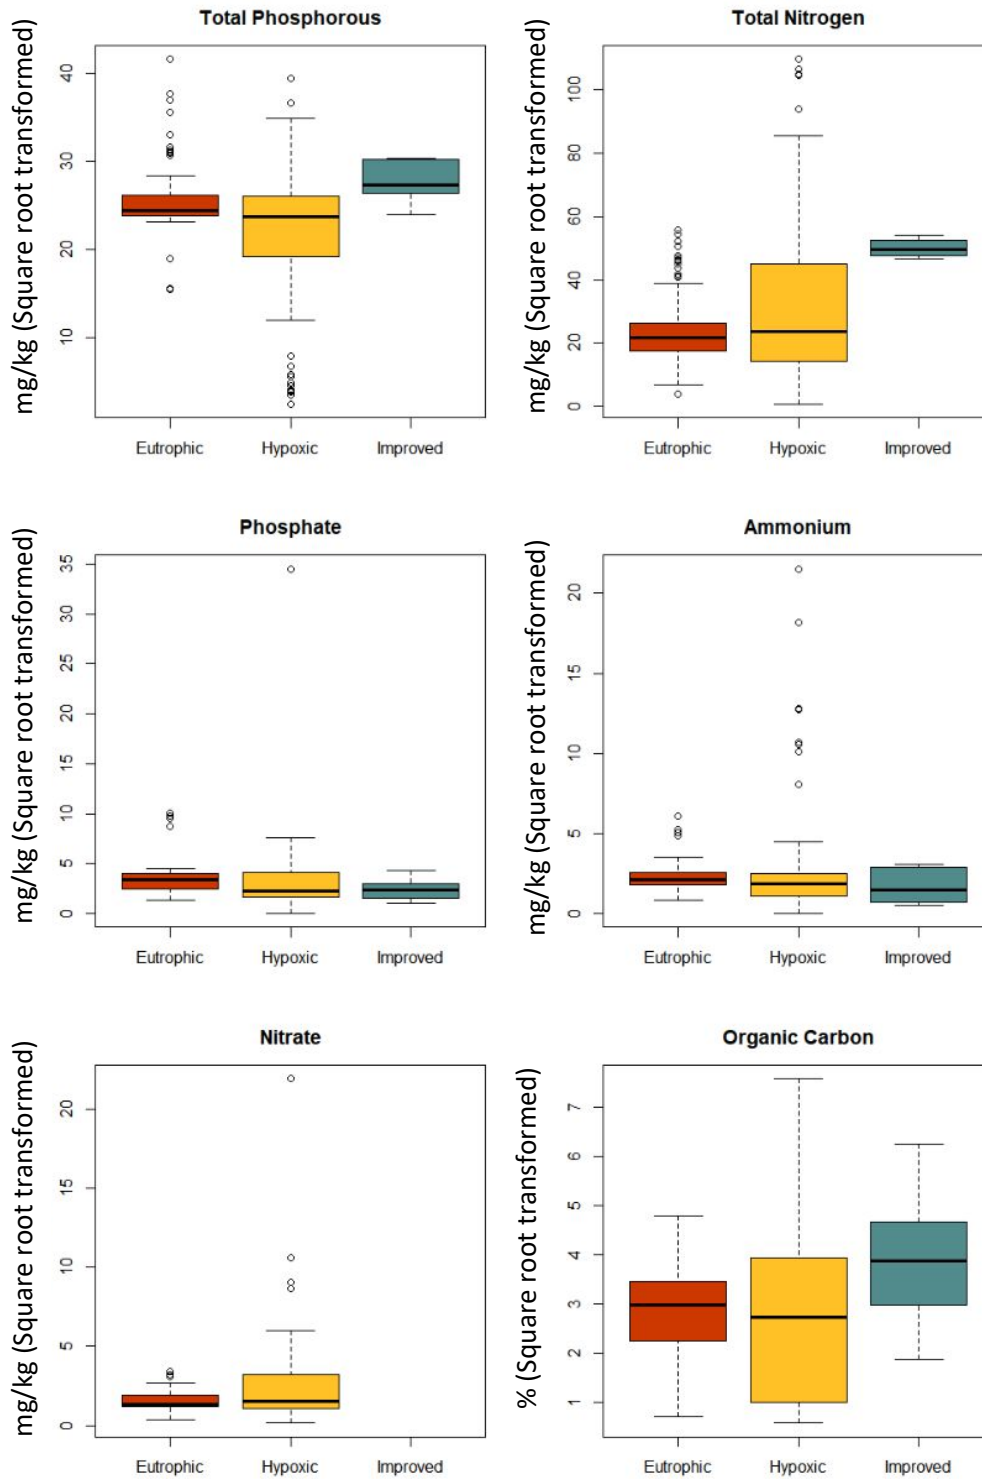 Total Phosphorous
mg/kg (Square root transformed)
40
30
20
10
Eutrophic Hypoxic Improved
Total Nitrogen
mg/kg (Square root transformed)
100
80
60
40
20
0
Eutrophic Hypoxic Improved
Phosphate
mg/kg (Square root transformed)
35
30
25
20
15
10
5
0
Eutrophic Hypoxic Improved
Ammonium
mg/kg (Square root transformed)
20
15
10
5
0
Eutrophic Hypoxic Improved
Nitrate
mg/kg (Square root transformed)
20
15
10
5
0
Eutrophic Hypoxic Improved
Organic Carbon
% (Square root transformed)
7
6
5
4
3
2
1
Eutrophic Hypoxic Improved